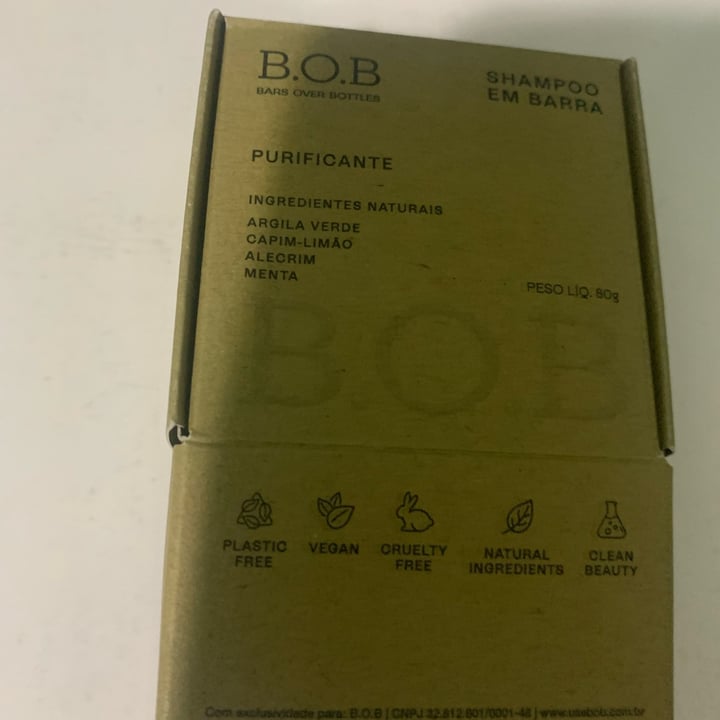 B.O.B
BARS OVER BOTTLES
SHAMPOO
EM BARRA
PURIFICANTE
INGREDIENTES NATURAIS
ARGILA VERDE
CAPIM-LIMÃO
ALECRIM
MENTA
PESO LÍQ. 80g
B.O.B
PLASTIC
FREE
VEGAN
CRUELTY
FREE
NATURAL
INGREDIENTS
CLEAN
BEAUTY
Com exclusividade para: B.O.B | CNPJ 32.612.801/0001-48 | www.usebob.com.br